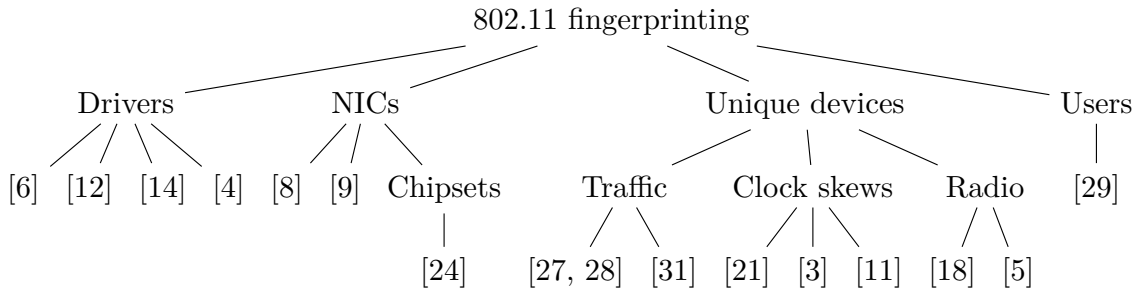 802.11 fingerprinting
Drivers NICs Unique devices Users
[6] [12] [14] [4] [8] [9] Chipsets Traffic Clock skews Radio [29]
[24] [27, 28] [31] [21] [3] [11] [18] [5]